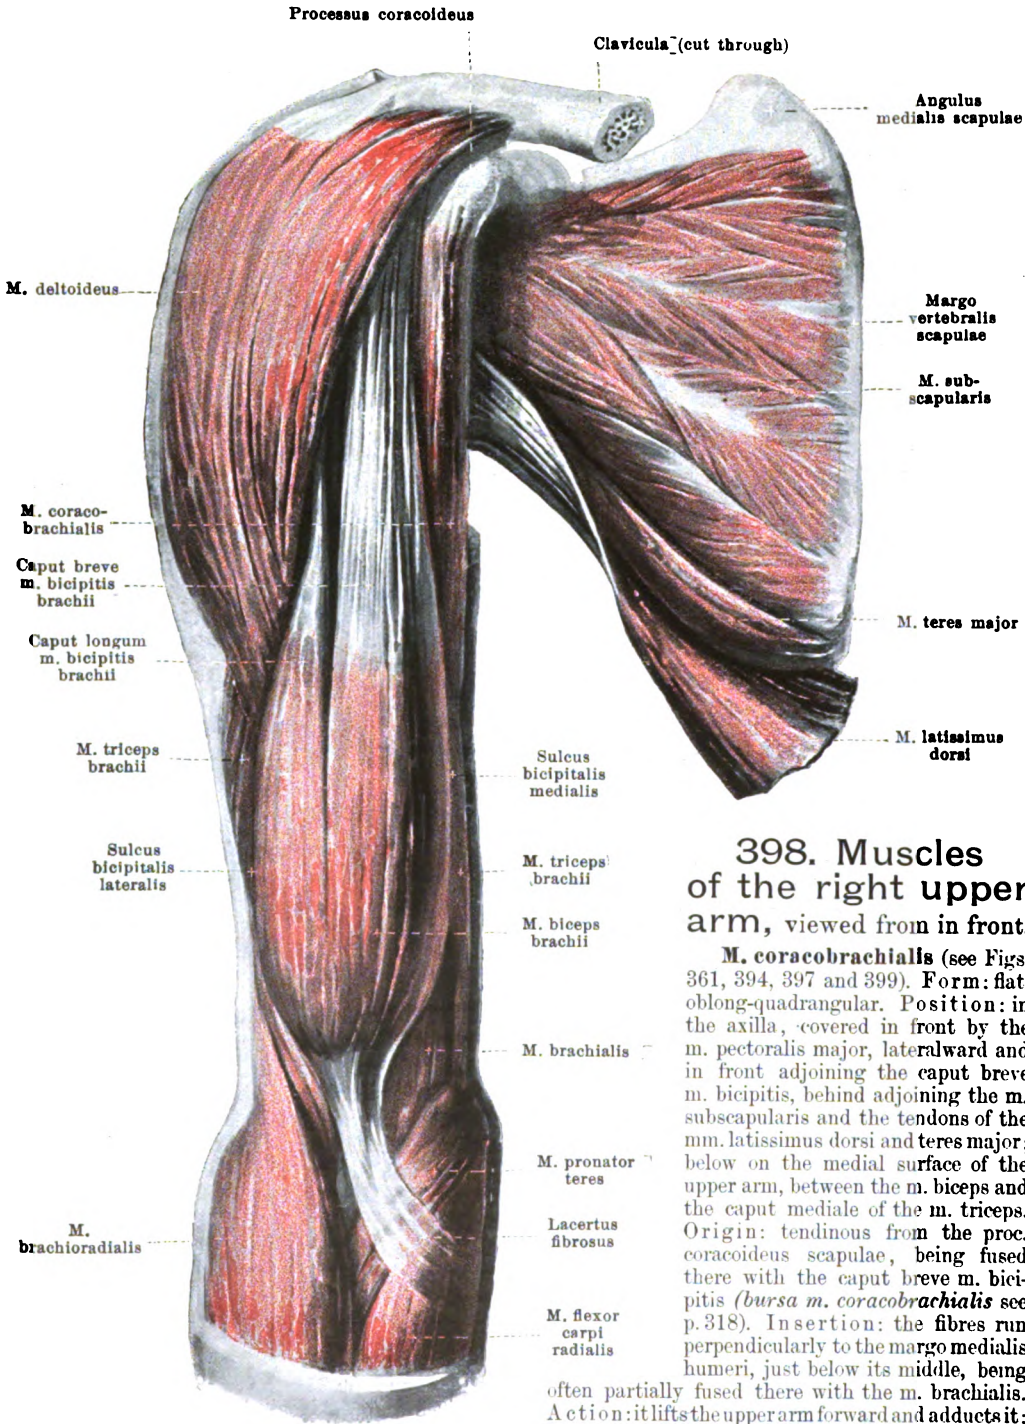 Processus coracoideus
Clavicula (cut through)
Angulus
medialis scapulae
M. deltoideus
Margo
vertebralis
scapulae
M. sub-
scapularis
M. coraco-
brachialis
Caput breve
m. bicipitis
brachii
Caput longum
m. bicipitis
brachii
M. teres major
M. triceps
brachii
M. latissimus
dorsi
Sulcus
bicipitalis
medialis
Sulcus
bicipitalis
lateralis
M. triceps
brachii
M. biceps
brachii
M. brachialis
M. pronator
teres
M.
brachioradialis
Lacertus
fibrosus
M. flexor
carpi
radialis
398. Muscles
of the right upper
arm, viewed from in front.
M. coracobrachialis (see Figs.
361, 394, 397 and 399). Form: flat
oblong-quadrangular. Position: in
the axilla, covered in front by the
m. pectoralis major, lateralward and
in front adjoining the caput breve
m. bicipitis, behind adjoining the m.
subscapularis and the tendons of the
mm. latissimus dorsi and teres major;
below on the medial surface of the
upper arm, between the m. biceps and
the caput mediale of the m. triceps.
Origin: tendinous from the proc.
coracoideus scapulae, being fused
there with the caput breve m. bici-
pitis (bursa m. coracobrachialis see
p. 318). Insertion: the fibres run
perpendicularly to the margo medialis
humeri, just below its middle, being
often partially fused there with the m. brachialis.
Action: it lifts the upper arm forward and adducts it: